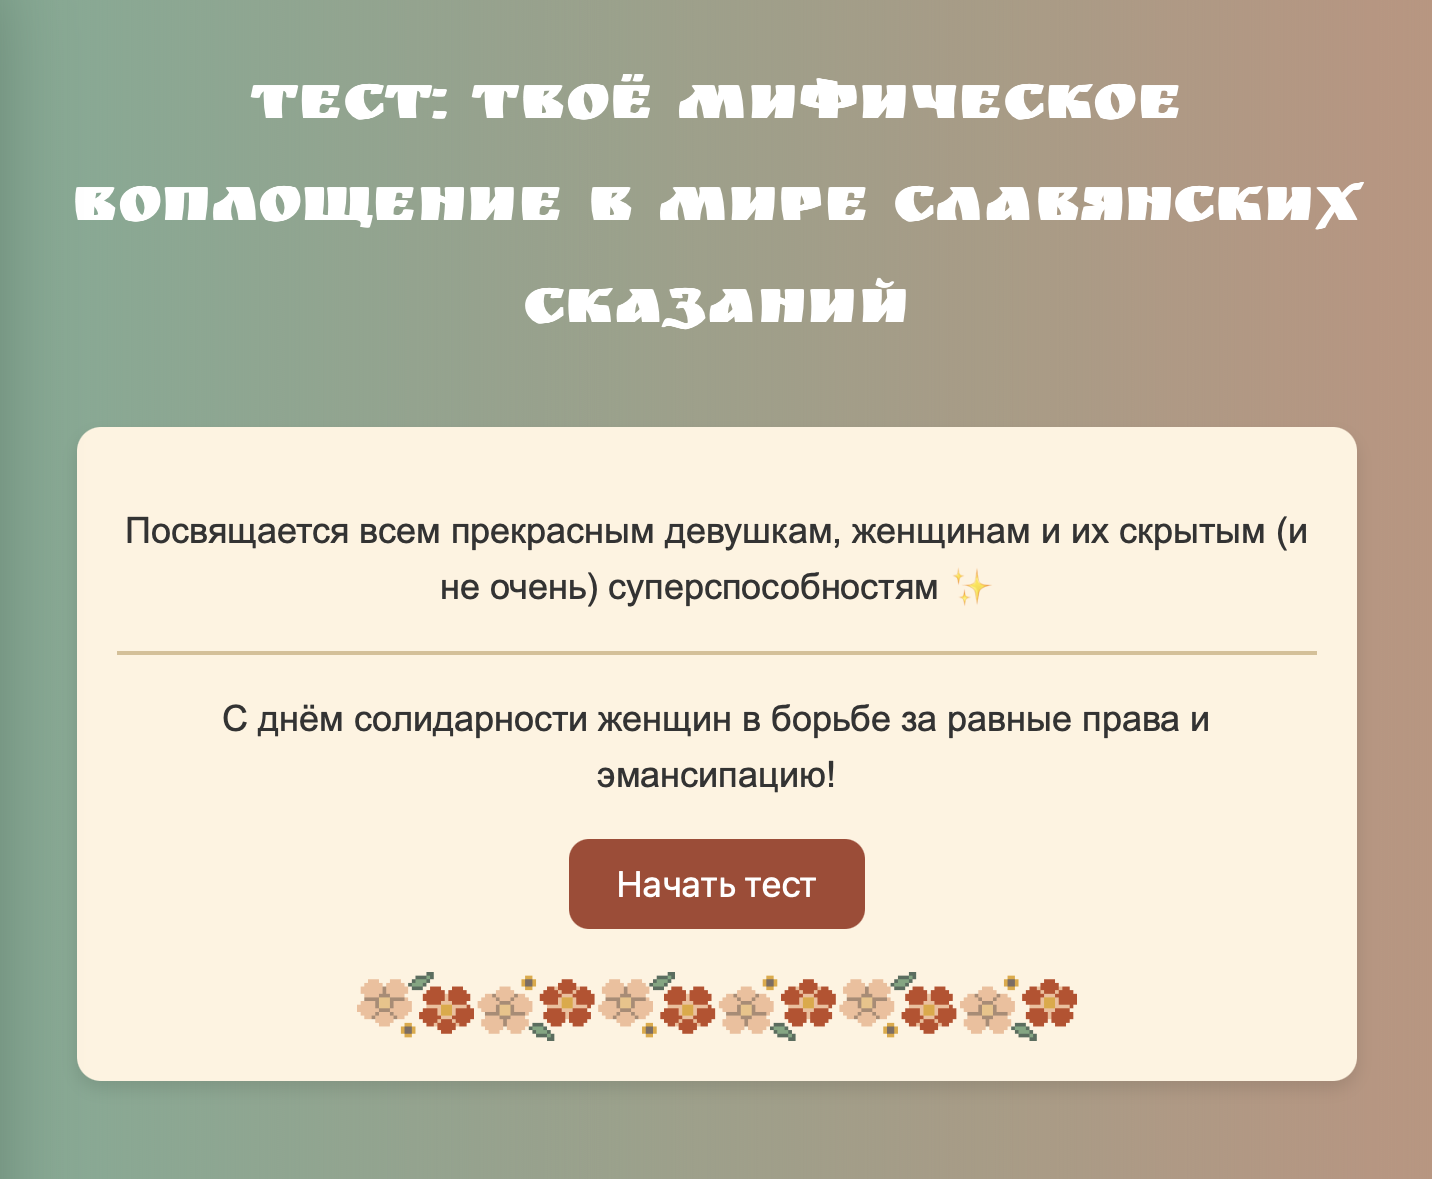 ТЕСТ: ТВОЁ МИФИЧЕСКОЕ
ВОПЛОЩЕНИЕ В МИРЕ СЛАВЯНСКИХ
СКАЗАНИЙ
Посвящается всем прекрасным девушкам, женщинам и их скрытым (и
не очень) суперспособностям ✨
С днём солидарности женщин в борьбе за равные права и
эмансипацию!
Начать тест